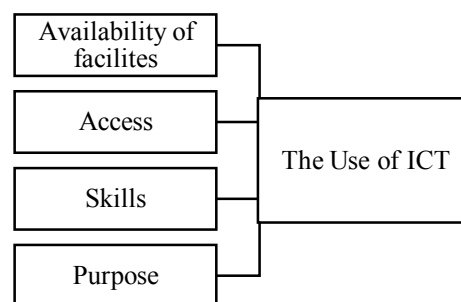 Availability of
facilites
Access
The Use of ICT
Skills
Purpose